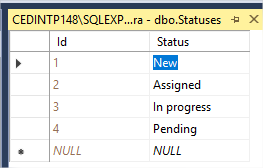 CEDINTP148\SQLEXP...ra - dbo.Statuses
Id Status
1 New
2 Assigned
3 In progress
4 Pending
NULL NULL